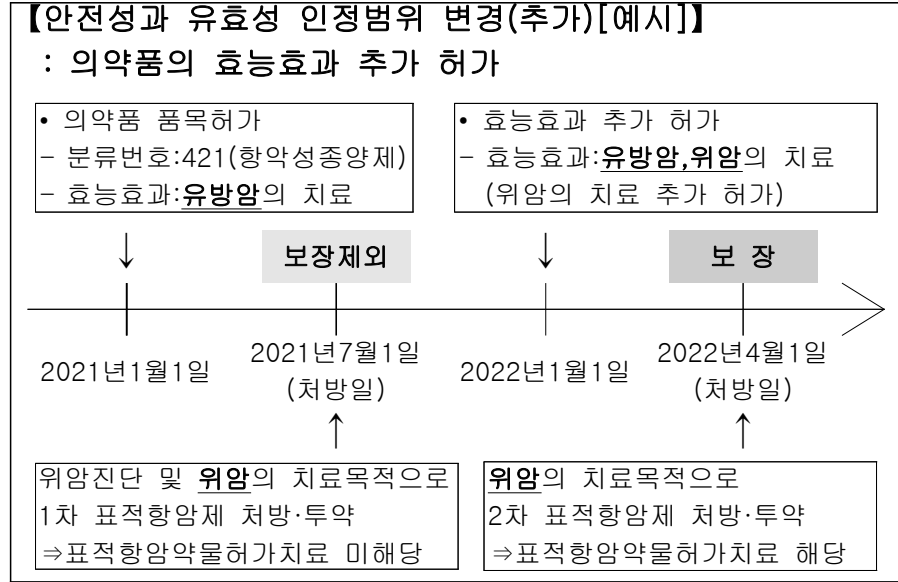 【안전성과 유효성 인정범위 변경(추가)[예시]】
: 의약품의 효능효과 추가 허가
• 의약품 품목허가
- 분류번호:421(항악성종양제)
- 효능효과:유방암의 치료
• 효능효과 추가 허가
- 효능효과:유방암,위암의 치료
(위암의 치료 추가 허가)
보장제외
보 장
2021년1월1일
2021년7월1일
(처방일)
2022년1월1일
2022년4월1일
(처방일)
위암진단 및 위암의 치료목적으로
1차 표적항암제 처방·투약
⇒표적항암약물허가치료 미해당
위암의 치료목적으로
2차 표적항암제 처방·투약
⇒표적항암약물허가치료 해당